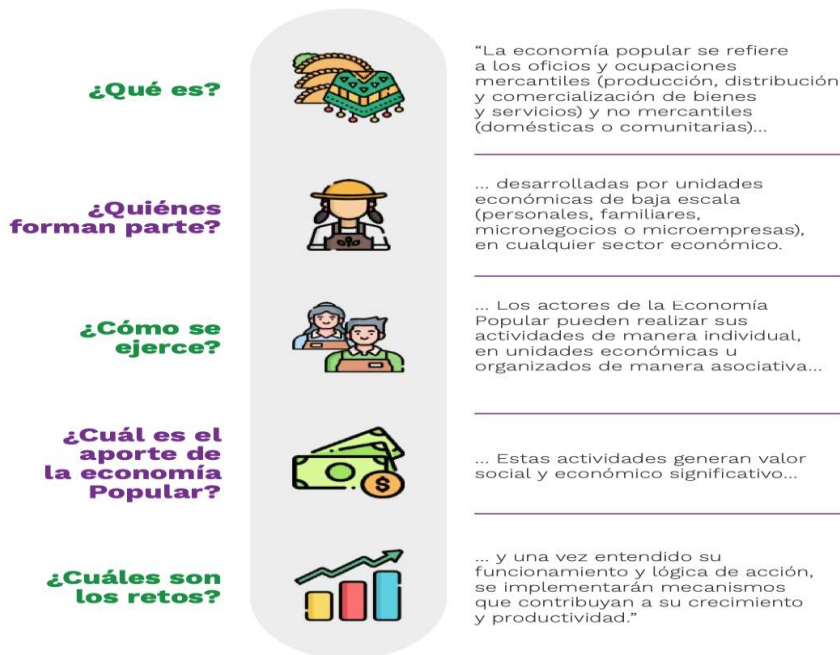 ¿Qué es?
“La economía popular se refiere
a los oficios y ocupaciones
mercantiles (producción, distribución
y comercialización de bienes
y servicios) y no mercantiles
(domésticas o comunitarias)...
¿Quiénes
forman parte?
... desarrolladas por unidades
económicas de baja escala
(personales, familiares,
micronegocios o microempresas),
en cualquier sector económico.
¿Cómo se
ejerce?
... Los actores de la Economía
Popular pueden realizar sus
actividades de manera individual,
en unidades económicas u
organizados de manera asociativa...
¿Cuál es el
aporte de
la economía
Popular?
... Estas actividades generan valor
social y económico significativo...
¿Cuáles son
los retos?
... y una vez entendido su
funcionamiento y lógica de acción,
se implementarán mecanismos
que contribuyan a su crecimiento
y productividad.”
$